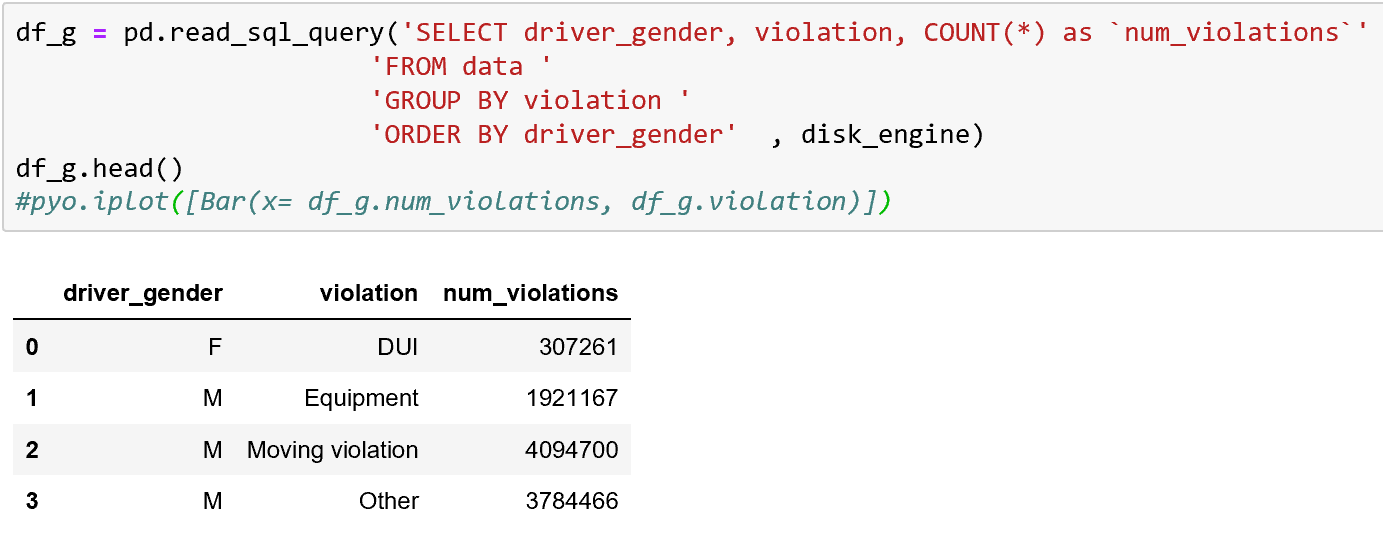 df_g = pd.read_sql_query('SELECT driver_gender, violation, COUNT(*) as `num_violations`'
'FROM data '
'GROUP BY violation '
'ORDER BY driver_gender'  , disk_engine)
df_g.head()
#pyo.iplot([Bar(x= df_g.num_violations, df_g.violation)])
driver_gender violation num_violations
0 F DUI 307261
1 M Equipment 1921167
2 M Moving violation 4094700
3 M Other 3784466